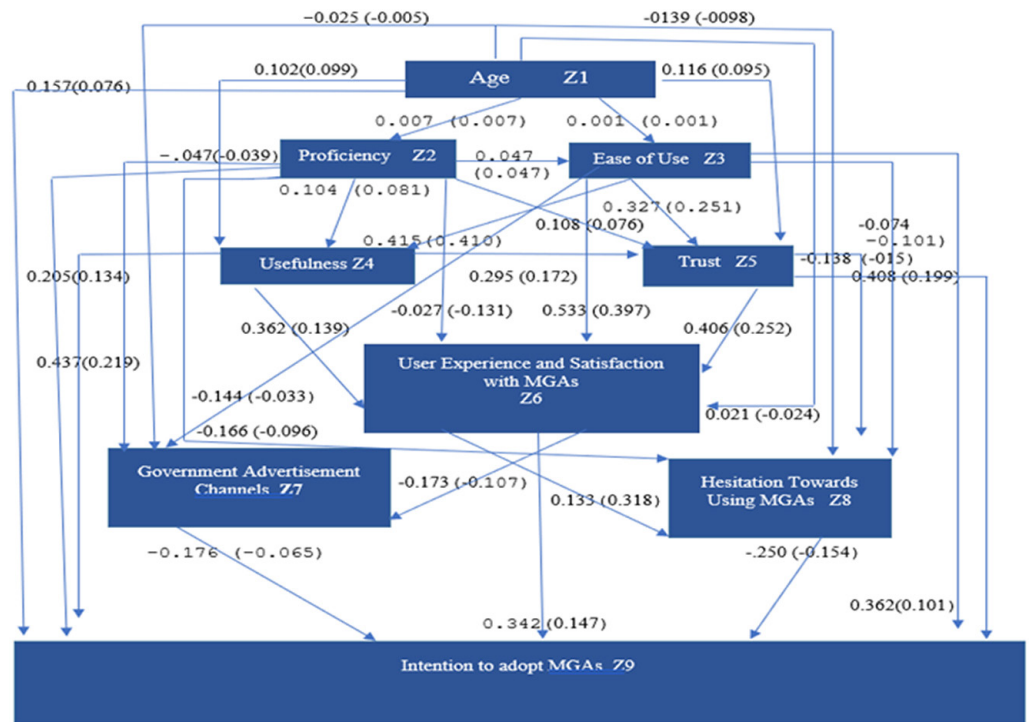 −0.025 (-0.005)
-0139 (-0098)
0.102(0.099)
Age Z1
0.116 (0.095)
0.157(0.076)
0.007 (0.007)
0.001 (0.001)
−.047(-0.039)
Proficiency Z2
0.047
(0.047)
Ease of Use Z3
0.104 (0.081)
0.327(0.251)
0.108 (0.076)
-0.074
−0.101)
0.415(0.410)
Usefulness Z4
Trust Z5
-0.138 (-015)
0.205(0.134)
0.295 (0.172)
0.408 (0.199)
0.362 (0.139)
-0.027 (-0.131)
0.533 (0.397)
0.406 (0.252)
0.437(0.219)
User Experience and Satisfaction
with MGAs
Z6
-0.144 (-0.033)
0.021 (-0.024)
-0.166 (-0.096)
Government Advertisement
Channels Z7
-0.173 (-0.107)
0.133 (0.318)
Hesitation Towards
Using MGAs Z8
−0.176 (−0.065)
-.250 (-0.154)
0.362(0.101)
0.342(0.147)
Intention to adopt MGAs Z9